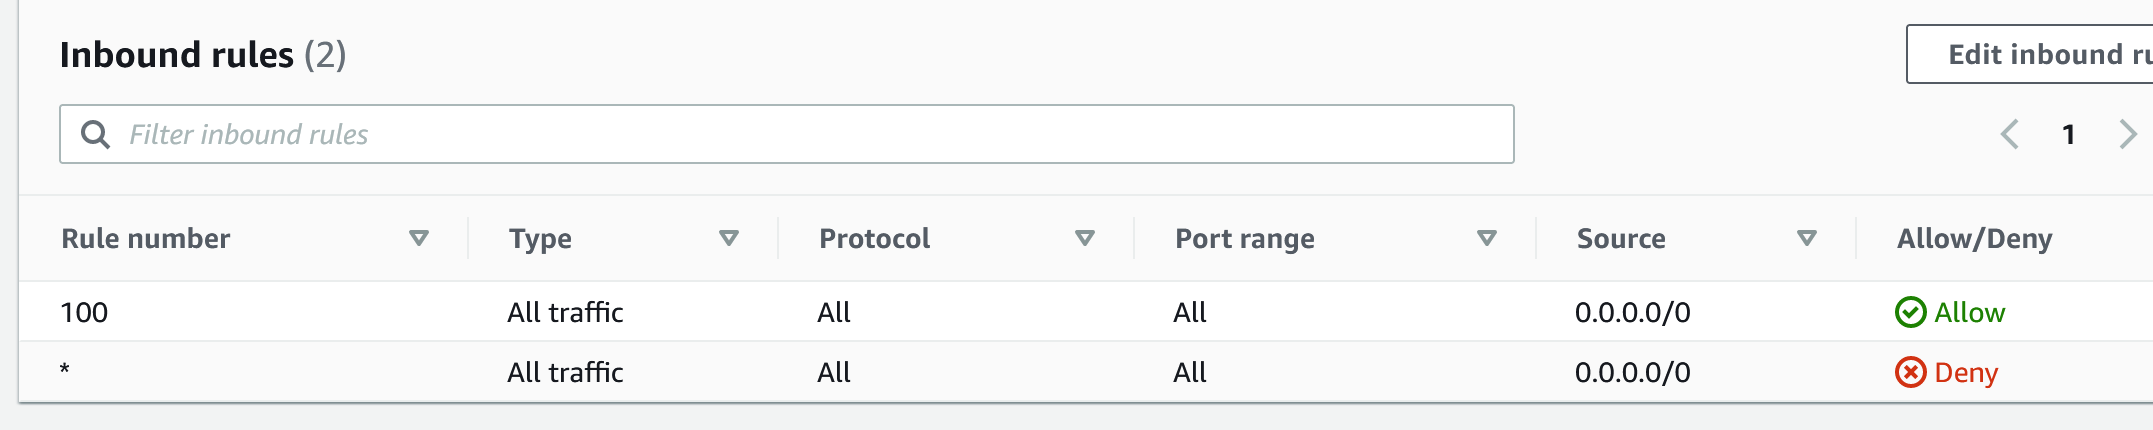 Inbound rules (2)
Edit inbound ru
Filter inbound rules
1
Rule number Type Protocol Port range Source Allow/Deny
100 All traffic All All 0.0.0.0/0 Allow
* All traffic All All 0.0.0.0/0 Deny